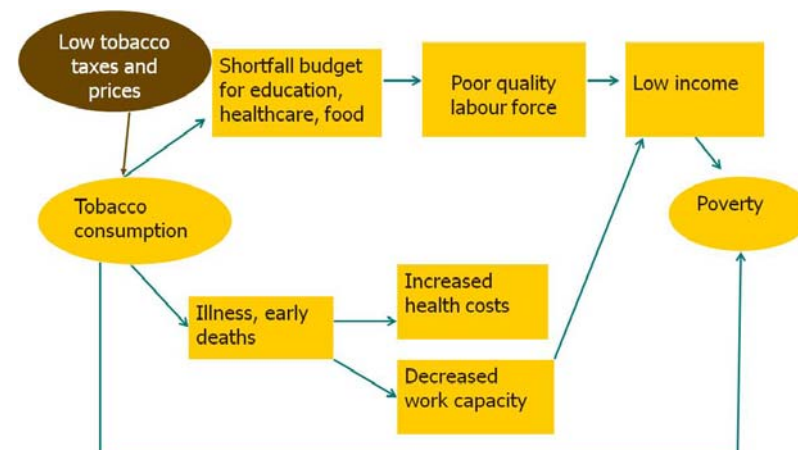 Low tobacco
taxes and
prices
Shortfall budget
for education,
healthcare, food
Poor quality
labour force
Low income
Tobacco
consumption
Poverty
Illness, early
deaths
Increased
health costs
Decreased
work capacity